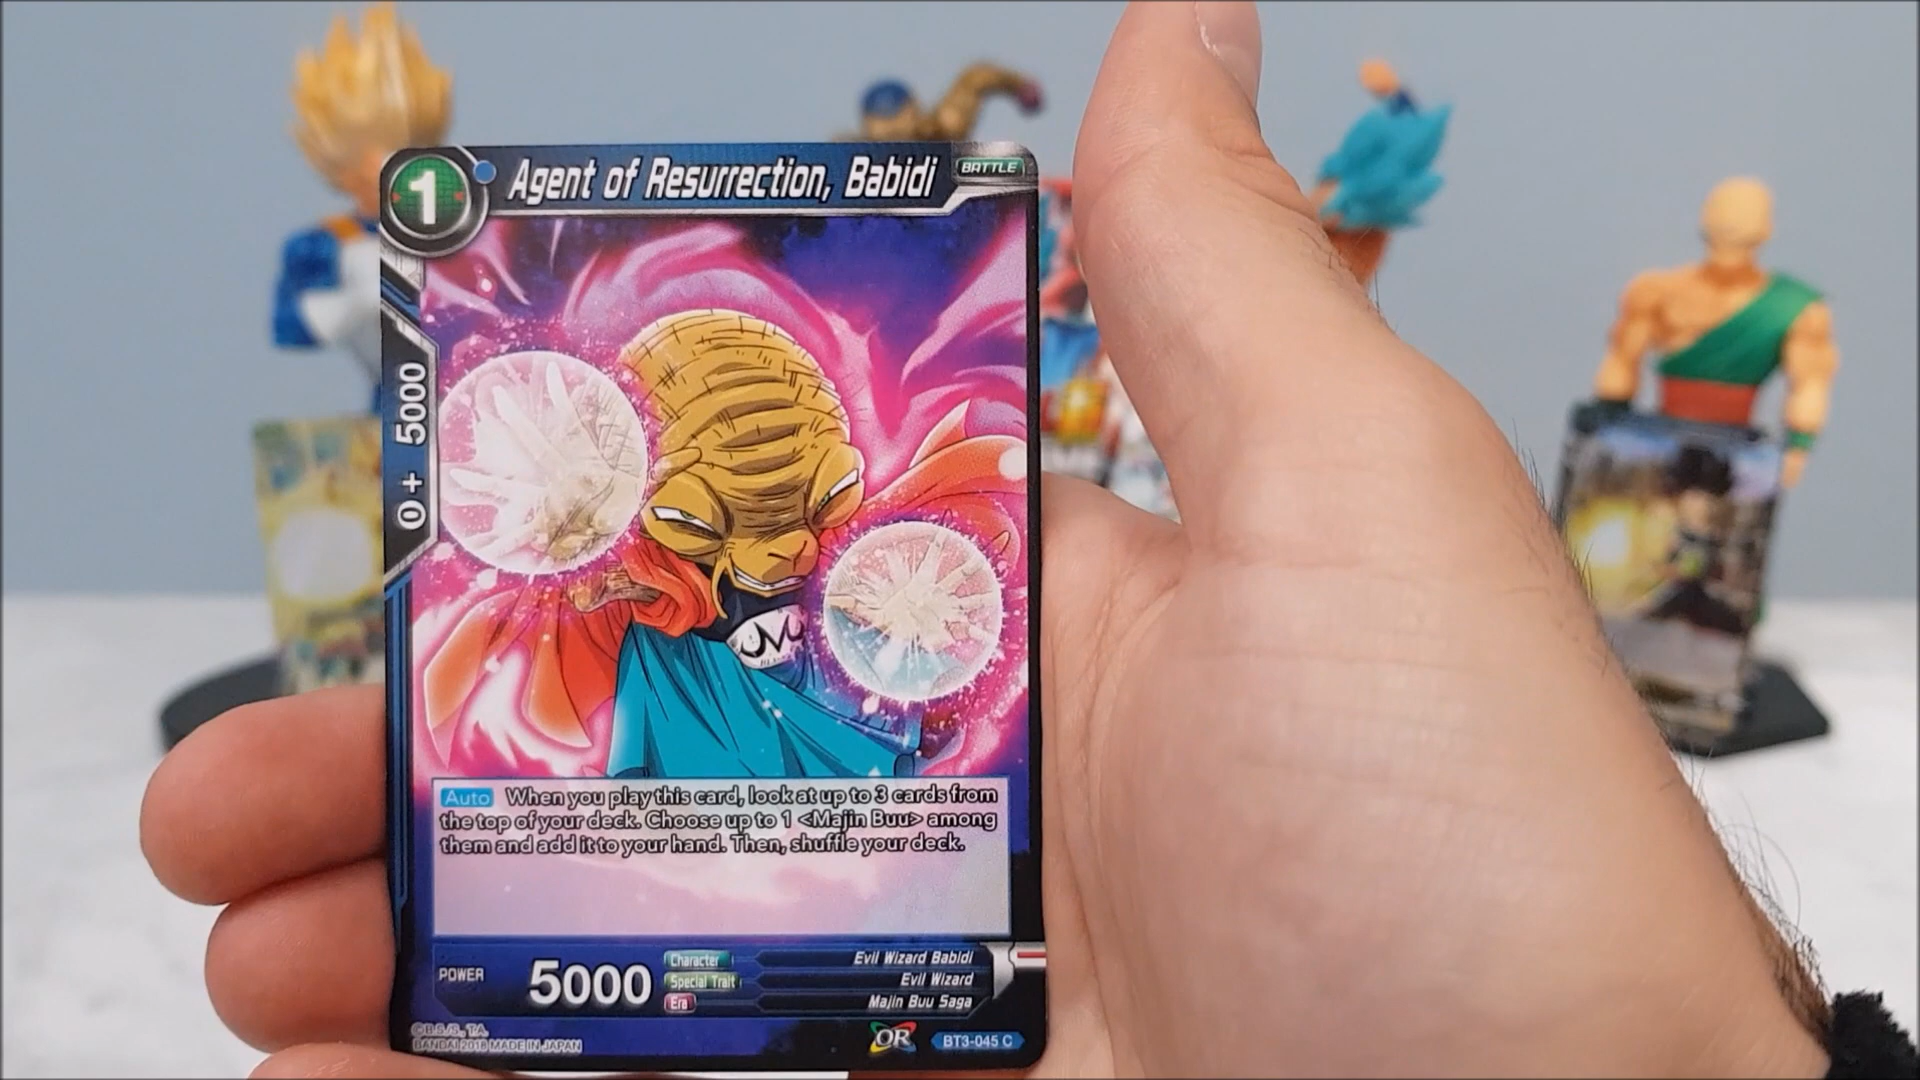 1
Agent of Resurrection, Babidi
BATTLE
0+ 5000
M
Auto When you play this card, look at up to 3 cards from
the top of your deck. Choose up to 1 <Majin Buu> among
them and add it to your hand. Then, shuffle your deck.
POWER 5000
Character Evil Wizard Babidi
Special Trait Evil Wizard
Era Majin Buu Saga
©B.S./S., T.A.
BANDAI 2018 MADE IN JAPAN
OR
BT3-045 C